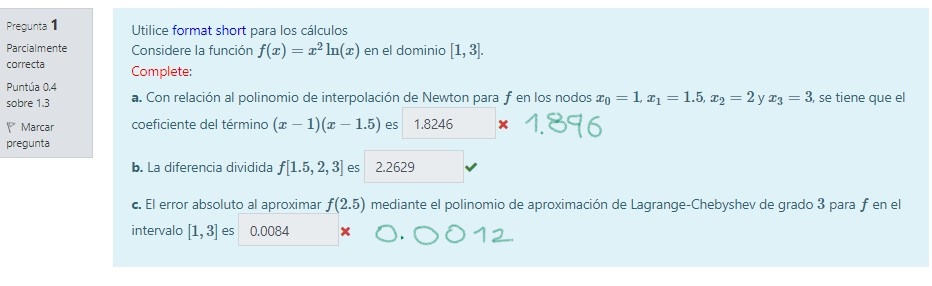 Pregunta 1
Parcialmente
correcta
Puntúa 0.4
sobre 1.3
Marcar
pregunta
Utilice format short para los cálculos
Considere la función f(x) = x² ln(x) en el dominio [1, 3].
Complete:
a. Con relación al polinomio de interpolación de Newton para f en los nodos x₀ = 1, x₁ = 1.5, x₂ = 2 y x₃ = 3, se tiene que el
coeficiente del término (x − 1)(x − 1.5) es 1.8246 ✖ 1.896
b. La diferencia dividida f[1.5, 2, 3] es 2.2629 ✔
c. El error absoluto al aproximar f(2.5) mediante el polinomio de aproximación de Lagrange-Chebyshev de grado 3 para f en el
intervalo [1, 3] es 0.0084 ✖ 0.0012